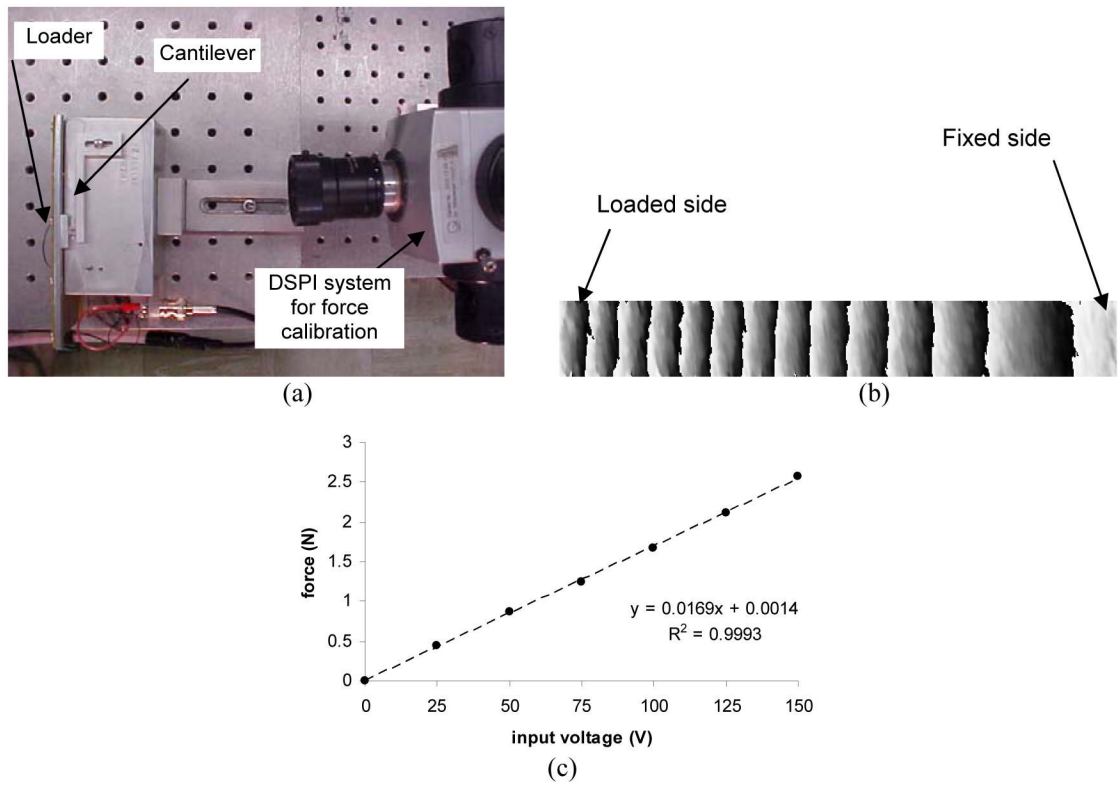 Loader
Cantilever
DSPI system
for force
calibration
(a)
Loaded side
Fixed side
(b)
3
2.5
2
1.5
1
0.5
0
force (N)
y = 0.0169x + 0.0014
R² = 0.9993
0 25 50 75 100 125 150
input voltage (V)
(c)